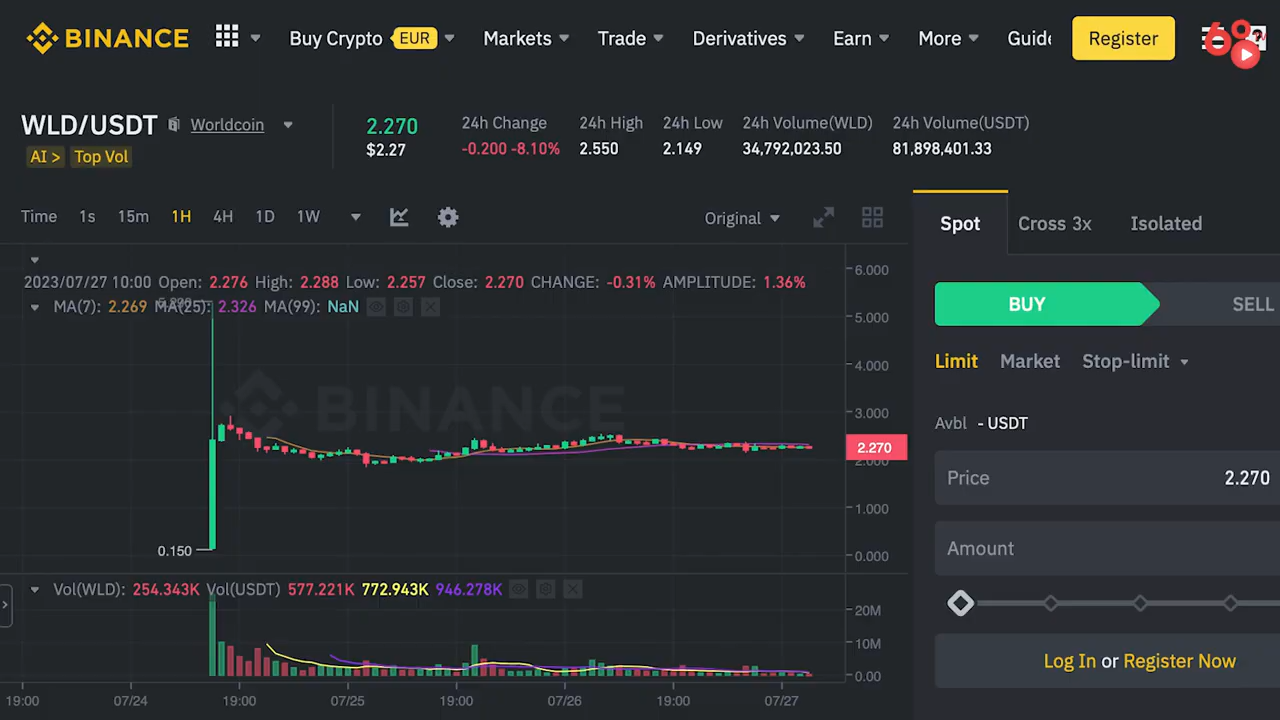 BINANCE Buy Crypto EUR Markets Trade Derivatives Earn More Guide Register
WLD/USDT Worldcoin
AI > Top Vol
2.270
$2.27
24h Change 24h High 24h Low 24h Volume(WLD) 24h Volume(USDT)
-0.200 -8.10% 2.550 2.149 34,792,023.50 81,898,401.33
Time 1s 15m 1H 4H 1D 1W Original
2023/07/27 10:00 Open: 2.276 High: 2.288 Low: 2.257 Close: 2.270 CHANGE: -0.31% AMPLITUDE: 1.36%
MA(7): 2.269 MA(25): 2.326 MA(99): NaN
6.000
5.000
4.000
3.000
2.270
2.000
1.000
0.000
BINANCE
0.150
Vol(WLD): 254.343K Vol(USDT) 577.221K 772.943K 946.278K
20M
10M
0.00
19:00 07/24 19:00 07/25 19:00 07/26 19:00 07/27
Spot Cross 3x Isolated
BUY SELL
Limit Market Stop-limit
Avbl - USDT
Price 2.270
Amount
Log In or Register Now